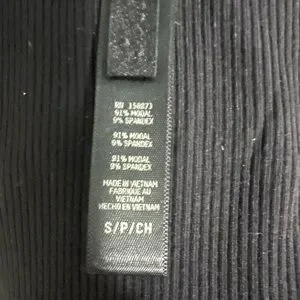 RN 158873
91% MODAL
9% SPANDEX
91% MODAL
9% SPANDEX
91% MODAL
9% SPANDEX
MADE IN VIETNAM
FABRIQUÉ AU
VIETNAM
HECHO EN VIETNAM
S/P/CH